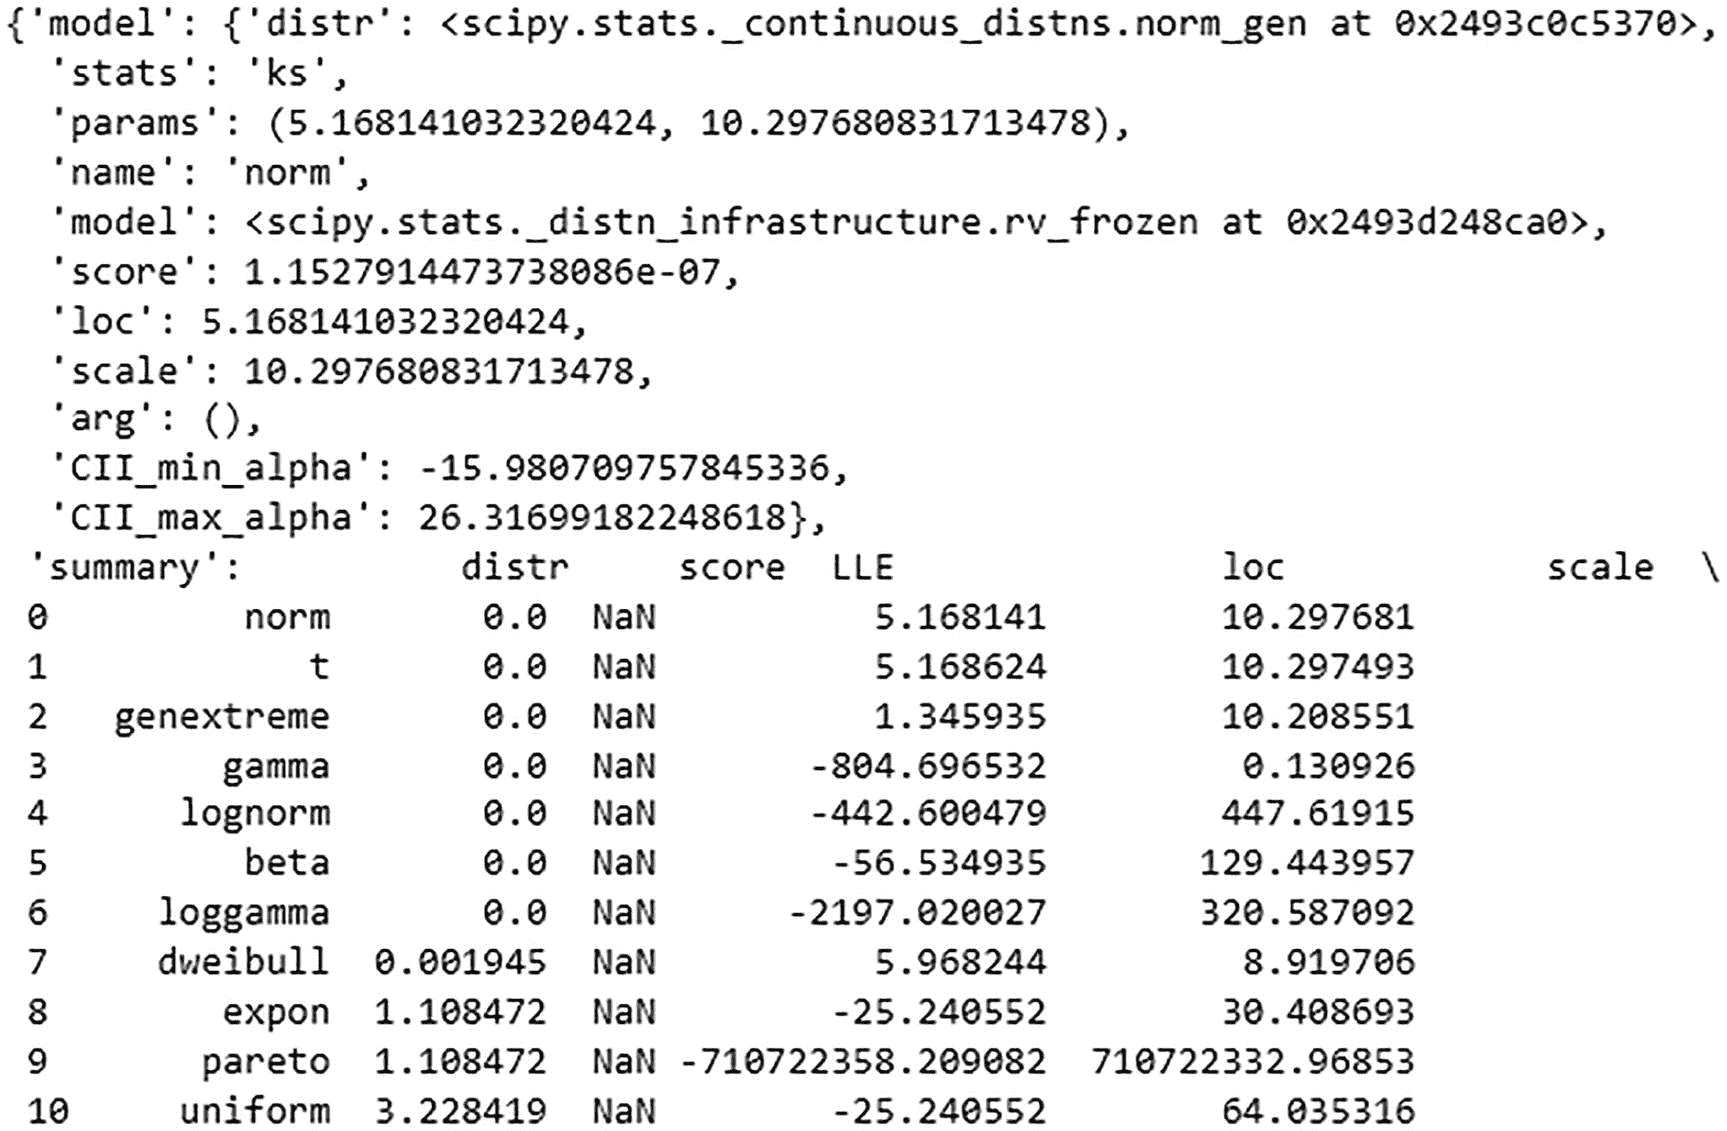 {'model': {'distr': <scipy.stats._continuous_distns.norm_gen at 0x2493c0c5370>,
'stats': 'ks',
'params': (5.168141032320424, 10.297680831713478),
'name': 'norm',
'model': <scipy.stats._distn_infrastructure.rv_frozen at 0x2493d248ca0>,
'score': 1.1527914473738086e-07,
'loc': 5.168141032320424,
'scale': 10.297680831713478,
'arg': (),
'CII_min_alpha': -15.980709757845336,
'CII_max_alpha': 26.31699182248618},
'summary': distr score LLE loc scale \
0 norm 0.0 NaN 5.168141 10.297681
1 t 0.0 NaN 5.168624 10.297493
2 genextreme 0.0 NaN 1.345935 10.208551
3 gamma 0.0 NaN -804.696532 0.130926
4 lognorm 0.0 NaN -442.600479 447.61915
5 beta 0.0 NaN -56.534935 129.443957
6 loggamma 0.0 NaN -2197.020027 320.587092
7 dweibull 0.001945 NaN 5.968244 8.919706
8 expon 1.108472 NaN -25.240552 30.408693
9 pareto 1.108472 NaN -710722358.209082 710722332.96853
10 uniform 3.228419 NaN -25.240552 64.035316